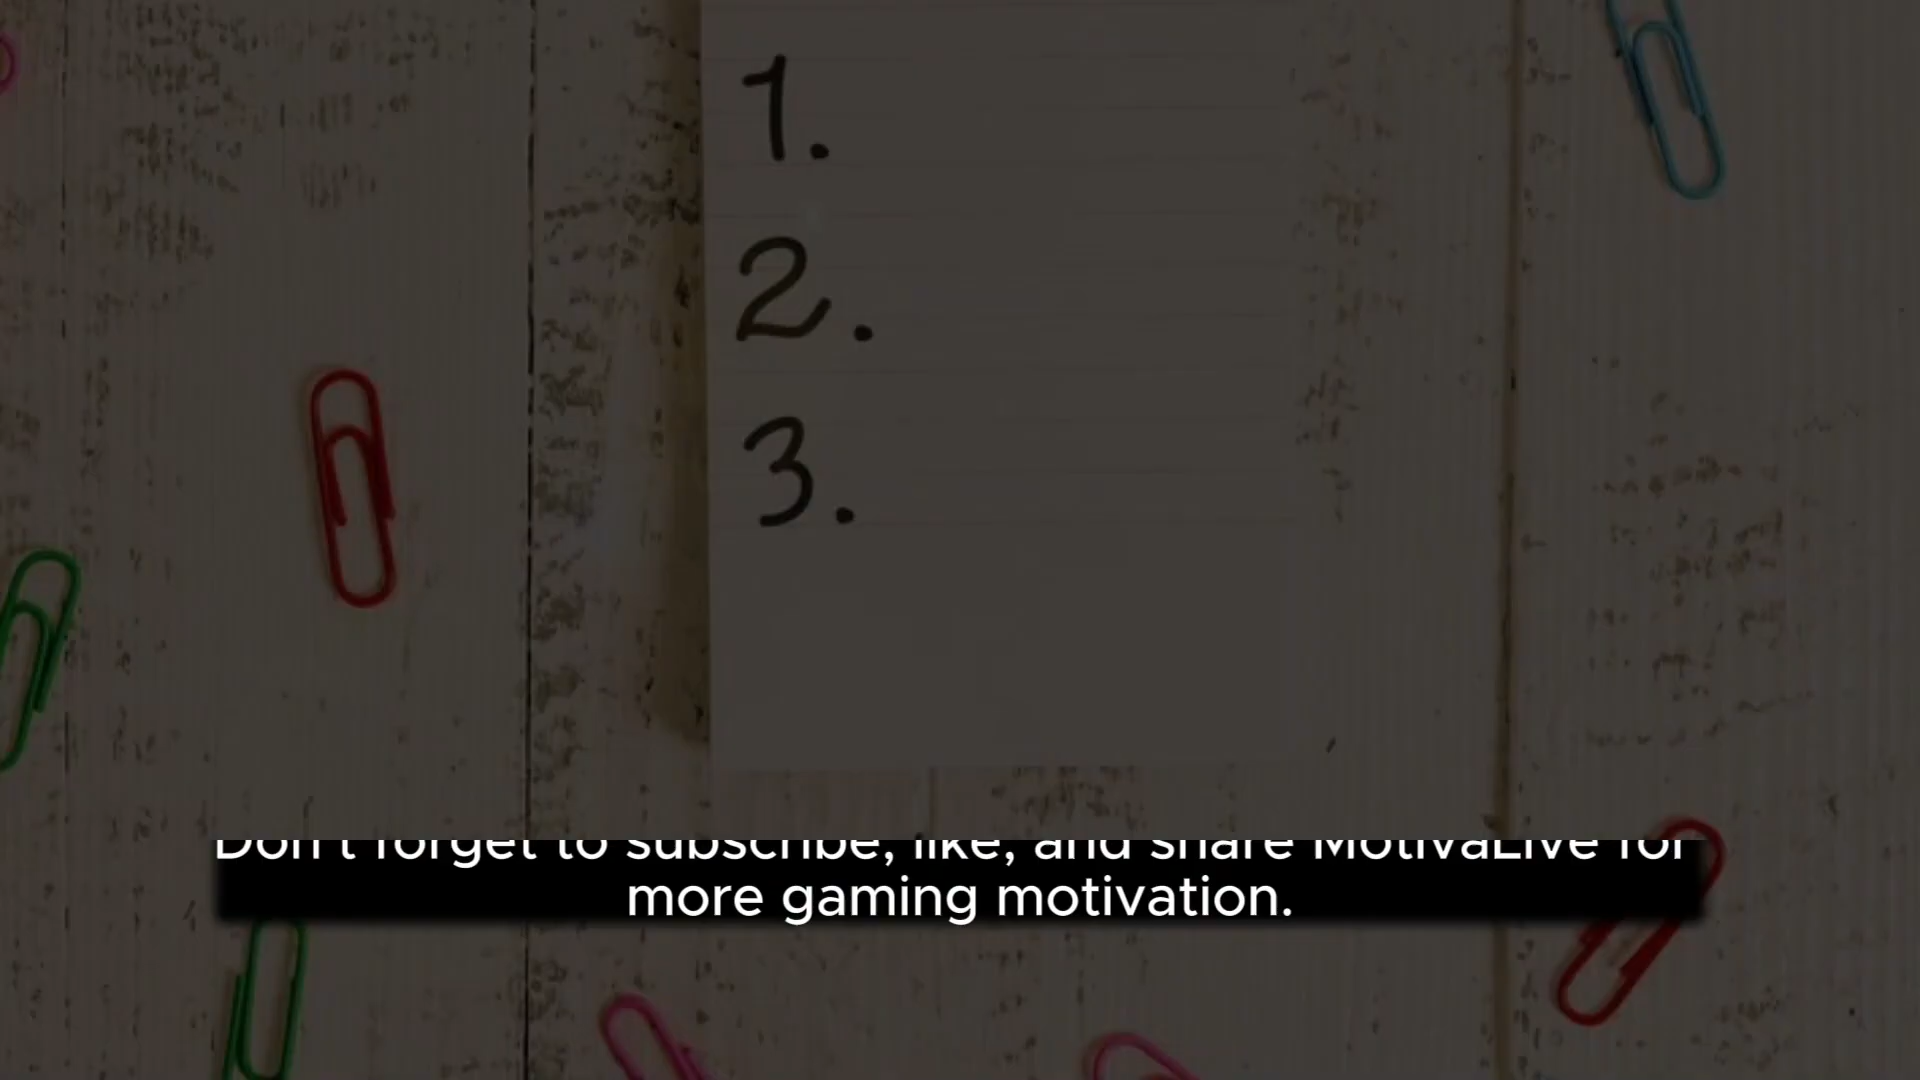 1.
2.
3.
Don't forget to subscribe, like, and share MotivaLive for
more gaming motivation.